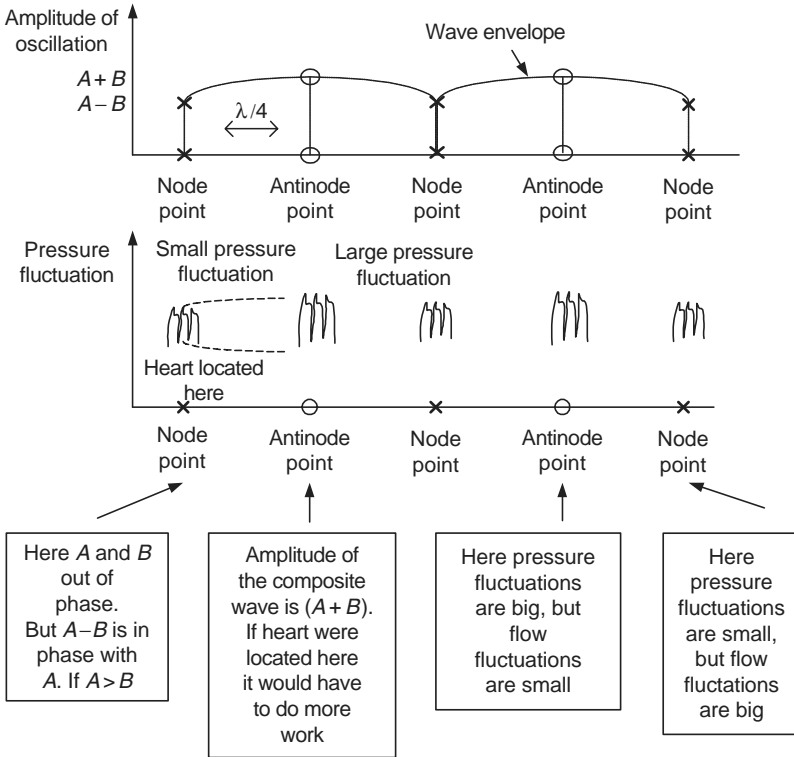 Amplitude of
oscillation
Wave envelope
A + B
A – B
λ/4
Node
point
Antinode
point
Node
point
Antinode
point
Node
point
Pressure
fluctuation
Small pressure
fluctuation
Large pressure
fluctuation
Heart located
here
Node
point
Antinode
point
Node
point
Antinode
point
Node
point
Here A and B
out of
phase.
But A–B is in
phase with
A. If A > B
Amplitude of
the composite
wave is (A + B).
If heart were
located here
it would have
to do more
work
Here pressure
fluctuations
are big, but
flow
fluctuations
are small
Here
pressure
fluctuations
are small,
but flow
fluctations
are big